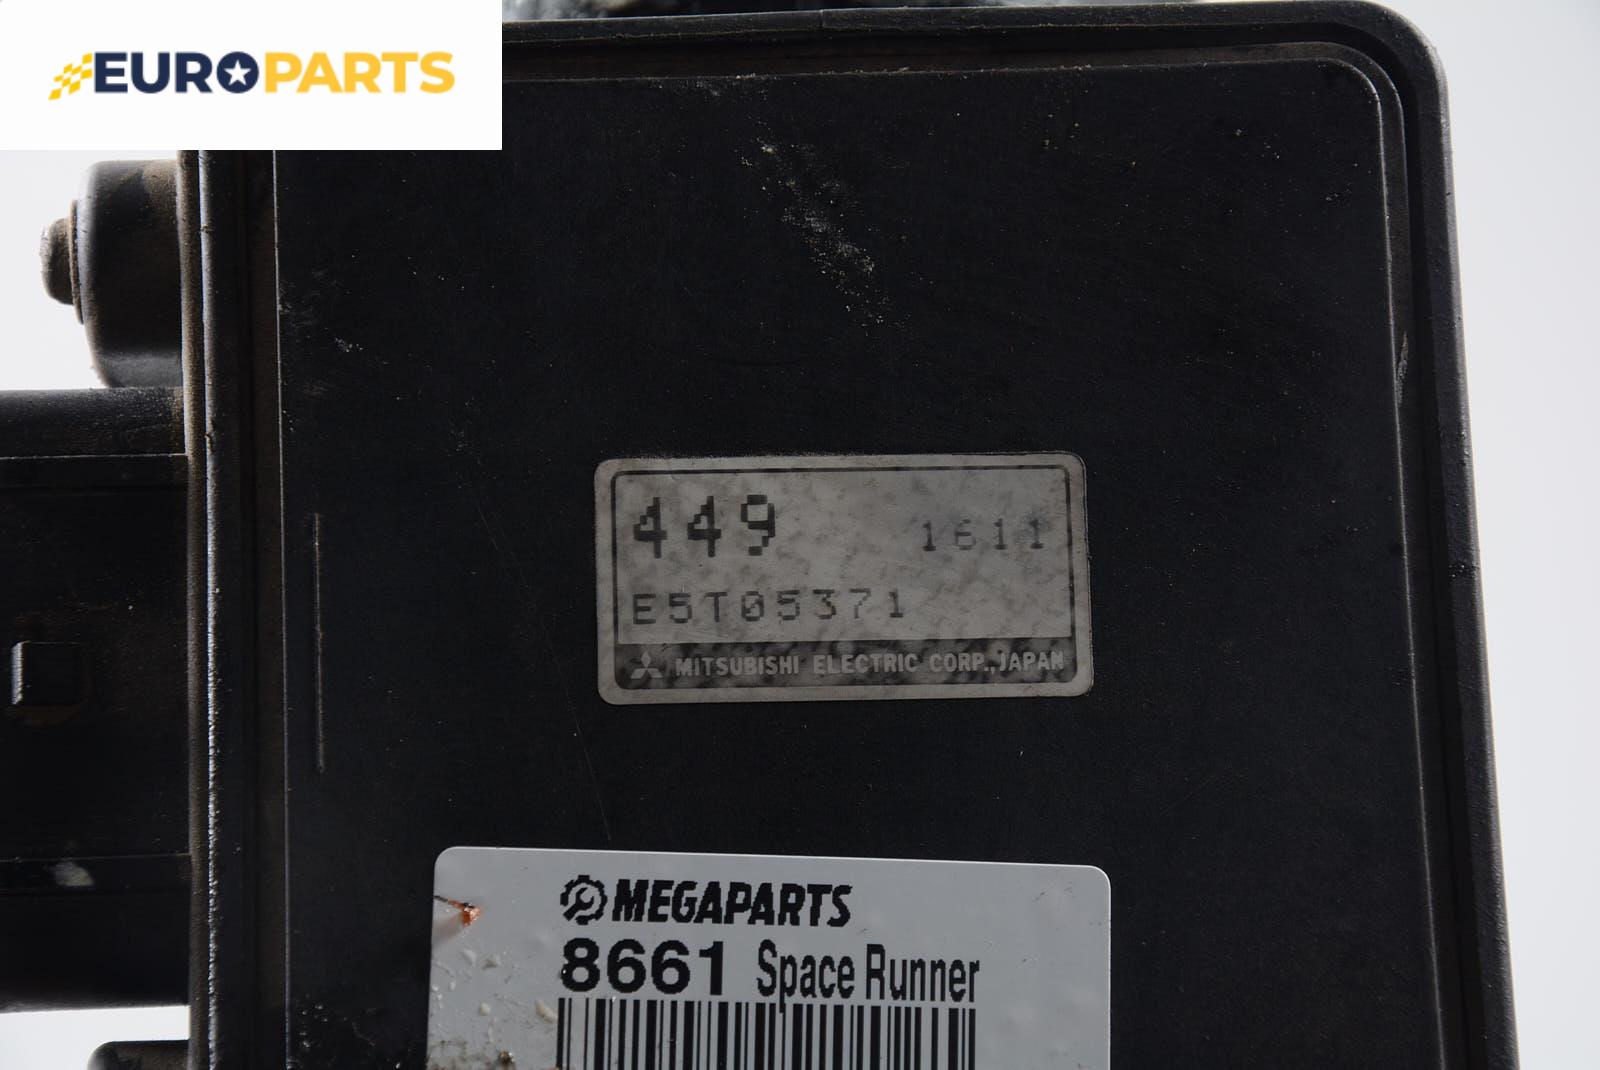 EUROPARTS
449 1611
E5T05371
MITSUBISHI ELECTRIC CORP., JAPAN
MEGAPARTS
8661 Space Runner